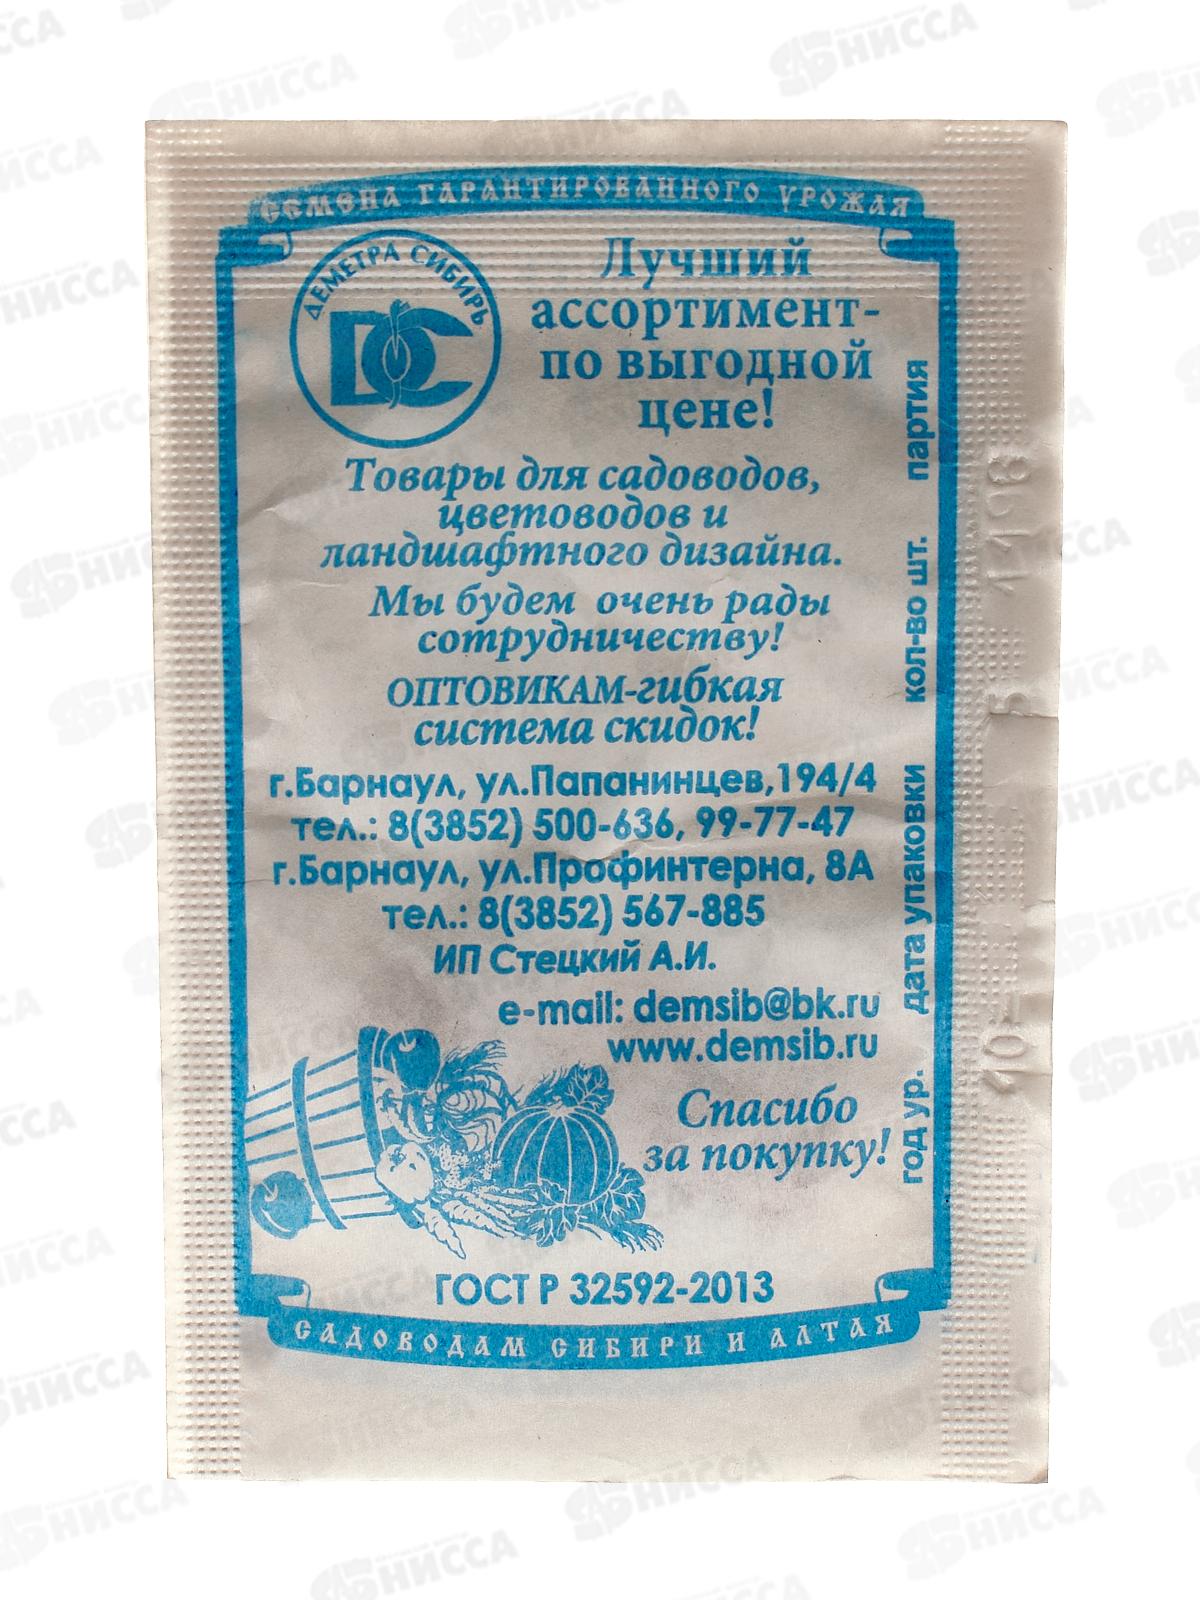 СЕМЕНА ГАРАНТИРОВАННОГО УРОЖАЯ
ДЕМЕТРА СИБИРЬ
DC
Лучший
ассортимент-
по выгодной
цене!
Товары для садоводов,
цветоводов и
ландшафтного дизайна.
Мы будем очень рады
сотрудничеству!
ОПТОВИКАМ-гибкая
система скидок!
г.Барнаул, ул.Папанинцев,194/4
тел.: 8(3852) 500-636, 99-77-47
г.Барнаул, ул.Профинтерна, 8А
тел.: 8(3852) 567-885
ИП Стецкий А.И.
e-mail: demsib@bk.ru
www.demsib.ru
Спасибо
за покупку!
ГОСТ Р 32592-2013
САДОВОДАМ СИБИРИ И АЛТАЯ
год ур. дата упаковки кол-во шт. партия
НИССА